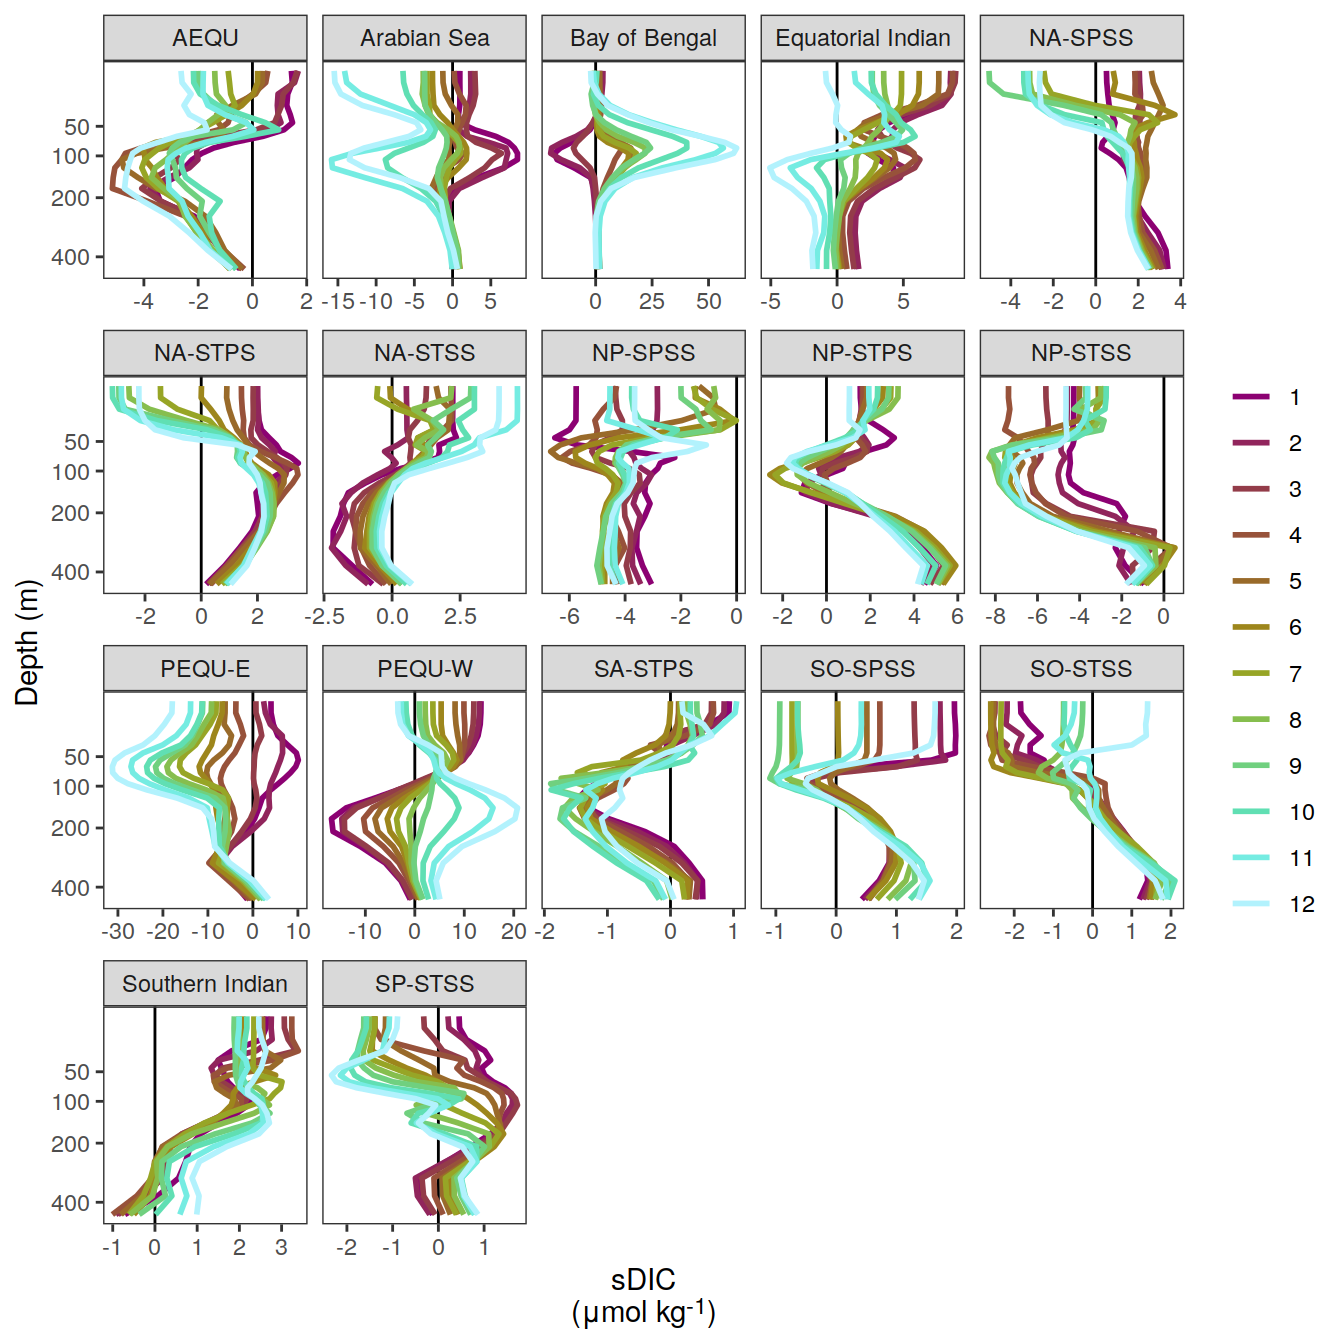 AEQU Arabian Sea Bay of Bengal Equatorial Indian NA-SPSS
50
100
200
400
-4 -2 0 2 -15 -10 -5 0 5 0 25 50 -5 0 5 -4 -2 0 2 4
NA-STPS NA-STSS NP-SPSS NP-STPS NP-STSS
50
100
200
400
-2 0 2 -2.5 0.0 2.5 -6 -4 -2 0 -2 0 2 4 6 -8 -6 -4 -2 0
PEQU-E PEQU-W SA-STPS SO-SPSS SO-STSS
50
100
200
400
-30 -20 -10 0 10 -10 0 10 20 -2 -1 0 1 -1 0 1 2 -2 -1 0 1 2
Southern Indian SP-STSS
50
100
200
400
-1 0 1 2 3 -2 -1 0 1
Depth (m)
sDIC
(µmol kg-1)
1
2
3
4
5
6
7
8
9
10
11
12